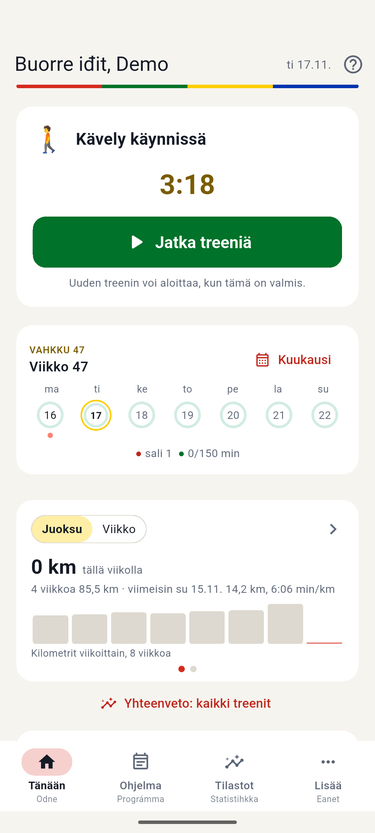 Buorre iđit, Demo
ti 17.11.
Kävely käynnissä
3:18
Jatka treeniä
Uuden treenin voi aloittaa, kun tämä on valmis.
VAHKKU 47
Viikko 47
Kuukausi
ma ti ke to pe la su
16 17 18 19 20 21 22
sali 1 0/150 min
Juoksu Viikko
0 km tällä viikolla
4 viikkoa 85,5 km · viimeisin su 15.11. 14,2 km, 6:06 min/km
Kilometrit viikoittain, 8 viikkoa
Yhteenveto: kaikki treenit
Tänään Ohjelma Tilastot Lisää
Odne Prográmma Statistihkka Eanet